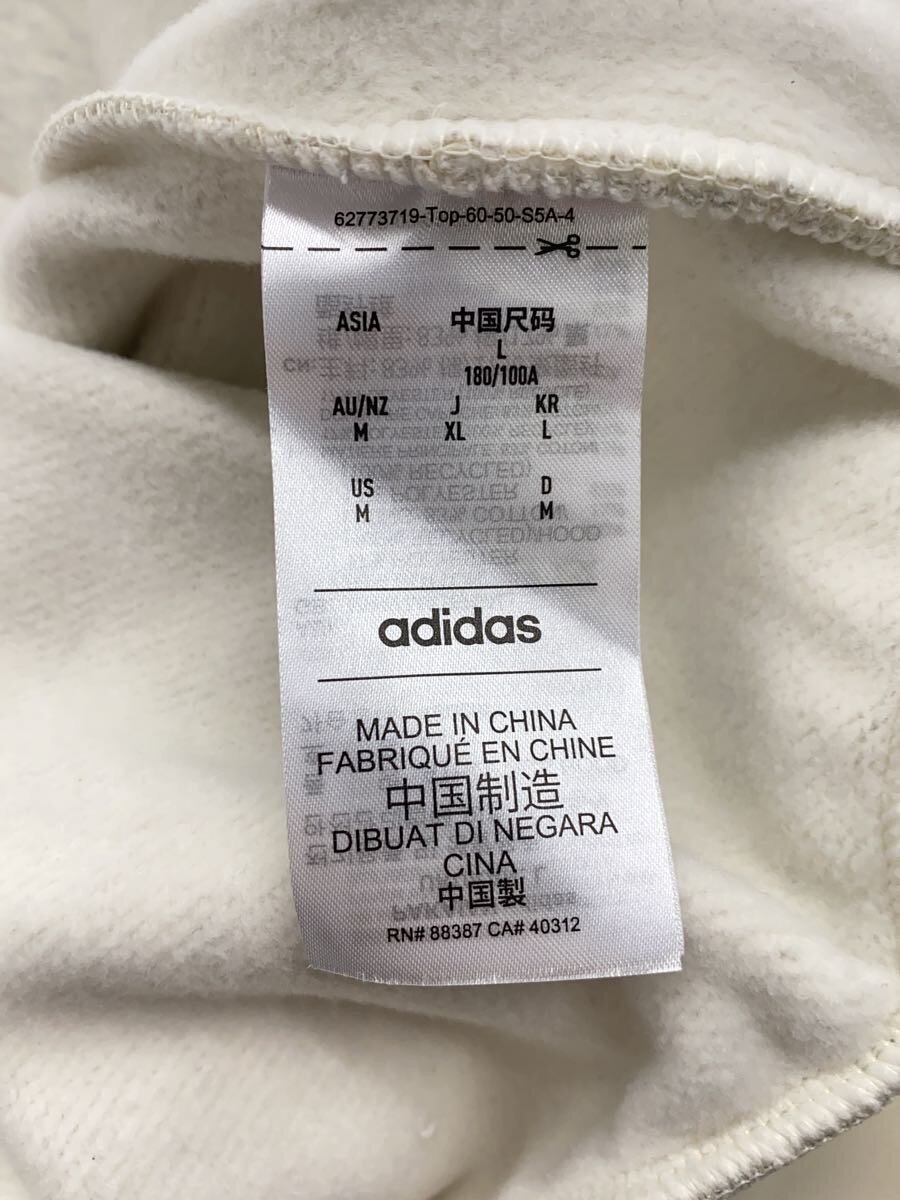 62773719-Top-60-50-S5A-4
ASIA 中国尺码
L
180/100A
AU/NZ J KR
M XL L
US D
M M
adidas
MADE IN CHINA
FABRIQUÉ EN CHINE
中国制造
DIBUAT DI NEGARA
CINA
中国製
RN# 88387 CA# 40312